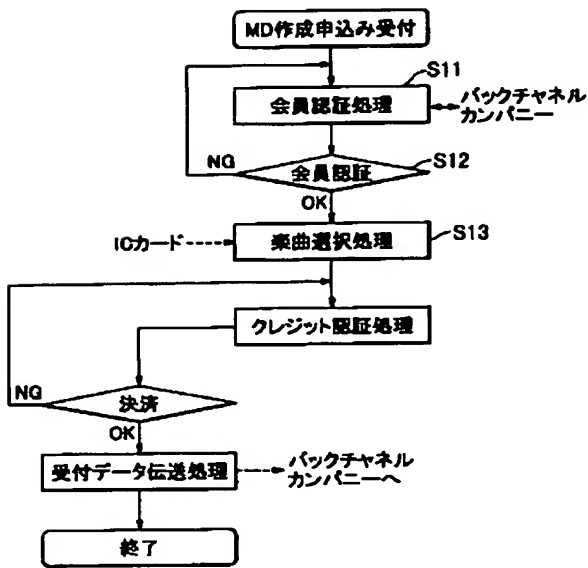 MD作成申込み受付
S11
会員認証処理
バックチャネル
カンパニー
NG
会員認証
S12
OK
ICカード
楽曲選択処理
S13
クレジット認証処理
NG
決済
OK
受付データ伝送処理
バックチャネル
カンパニーへ
終了